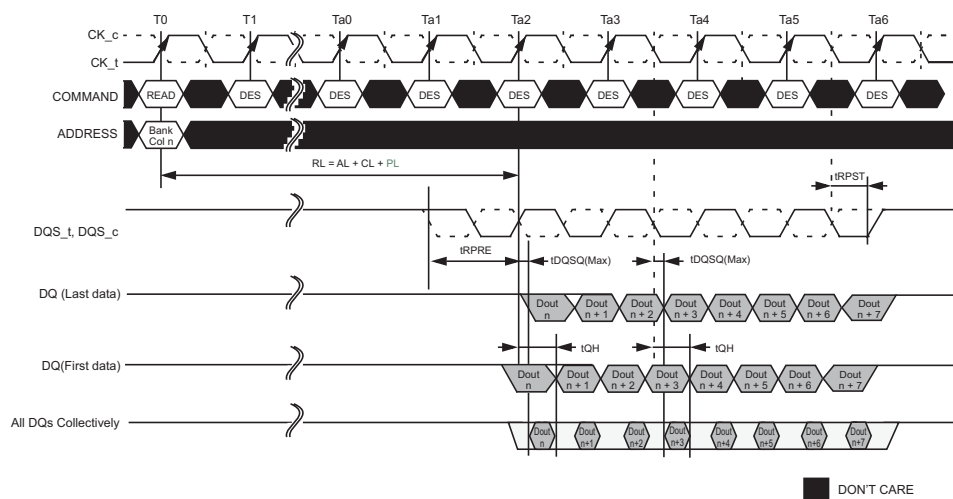 T0 T1 Ta0 Ta1 Ta2 Ta3 Ta4 Ta5 Ta6
CK_c
CK_t
COMMAND READ DES DES DES DES DES DES DES DES
ADDRESS Bank
Col n
RL = AL + CL + PL
tRPST
DQS_t, DQS_c
tRPRE tDQSQ(Max) tDQSQ(Max)
DQ (Last data) Dout Dout Dout Dout Dout Dout Dout Dout
n n + 1 n + 2 n + 3 n + 4 n + 5 n + 6 n + 7
tQH tQH
DQ(First data) Dout Dout Dout Dout Dout Dout Dout Dout
n n + 1 n + 2 n + 3 n + 4 n + 5 n + 6 n + 7
All DQs Collectively Dout Dout Dout Dout Dout Dout Dout Dout
n n+1 n+2 n+3 n+4 n+5 n+6 n+7
DON'T CARE